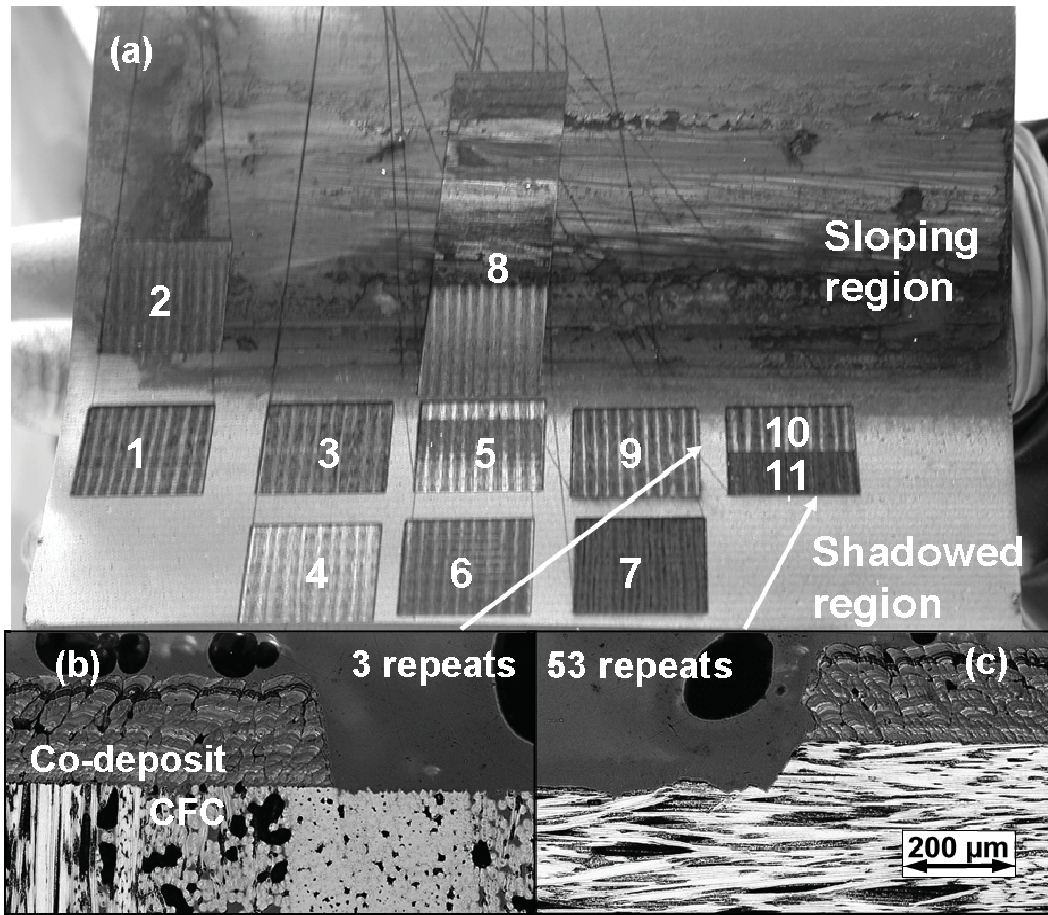 (a)
Sloping
region
2
8
1
3
5
9
10
11
4
6
7
Shadowed
region
(b)
3 repeats
53 repeats
(c)
Co-deposit
CFC
200 µm